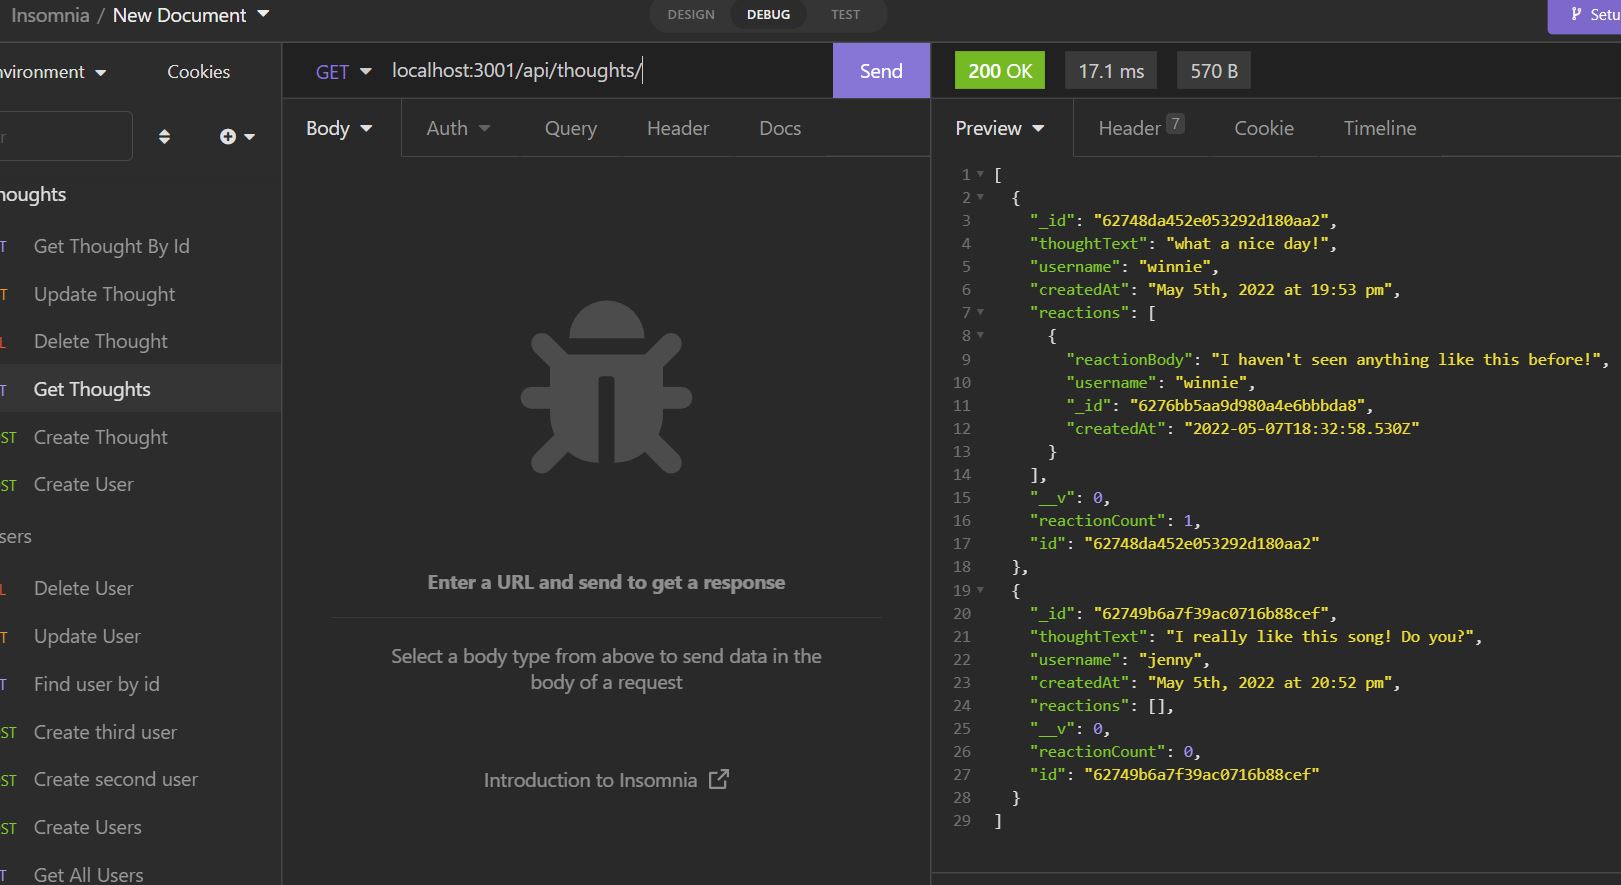 Insomnia / New Document
DESIGN DEBUG TEST
Setu
nvironment
Cookies
r
houghts
T Get Thought By Id
T Update Thought
L Delete Thought
T Get Thoughts
ST Create Thought
ST Create User
sers
L Delete User
T Update User
T Find user by id
ST Create third user
ST Create second user
ST Create Users
T Get All Users
GET localhost:3001/api/thoughts/
Send
Body Auth Query Header Docs
Enter a URL and send to get a response
Select a body type from above to send data in the
body of a request
Introduction to Insomnia
200 OK 17.1 ms 570 B
Preview Header 7 Cookie Timeline
1 [
2 {
3 "_id": "62748da452e053292d180aa2",
4 "thoughtText": "what a nice day!",
5 "username": "winnie",
6 "createdAt": "May 5th, 2022 at 19:53 pm",
7 "reactions": [
8 {
9 "reactionBody": "I haven't seen anything like this before!",
10 "username": "winnie",
11 "_id": "6276bb5aa9d980a4e6bbbda8",
12 "createdAt": "2022-05-07T18:32:58.530Z"
13 }
14 ],
15 "__v": 0,
16 "reactionCount": 1,
17 "id": "62748da452e053292d180aa2"
18 },
19 {
20 "_id": "62749b6a7f39ac0716b88cef",
21 "thoughtText": "I really like this song! Do you?",
22 "username": "jenny",
23 "createdAt": "May 5th, 2022 at 20:52 pm",
24 "reactions": [],
25 "__v": 0,
26 "reactionCount": 0,
27 "id": "62749b6a7f39ac0716b88cef"
28 }
29 ]